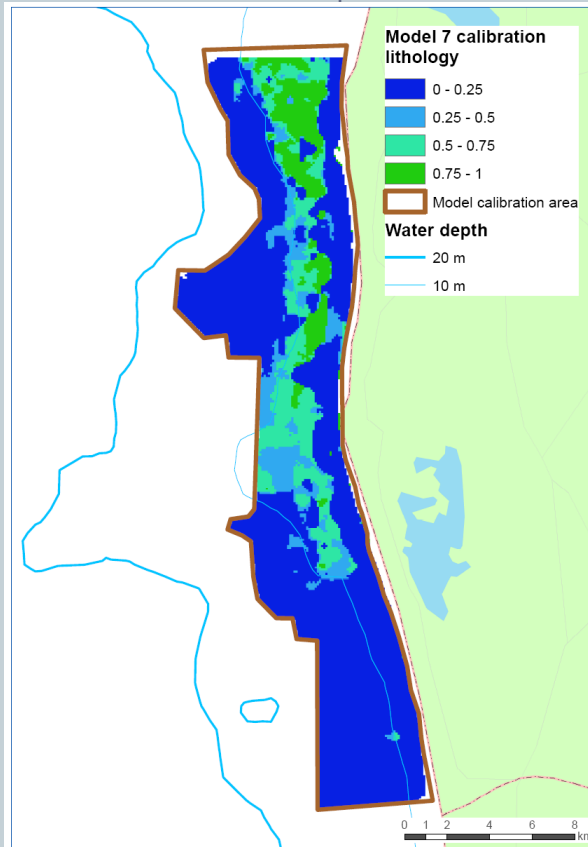 Model 7 calibration
lithology
0 - 0.25
0.25 - 0.5
0.5 - 0.75
0.75 - 1
Model calibration area
Water depth
20 m
10 m
0 1 2 4 6 8
km